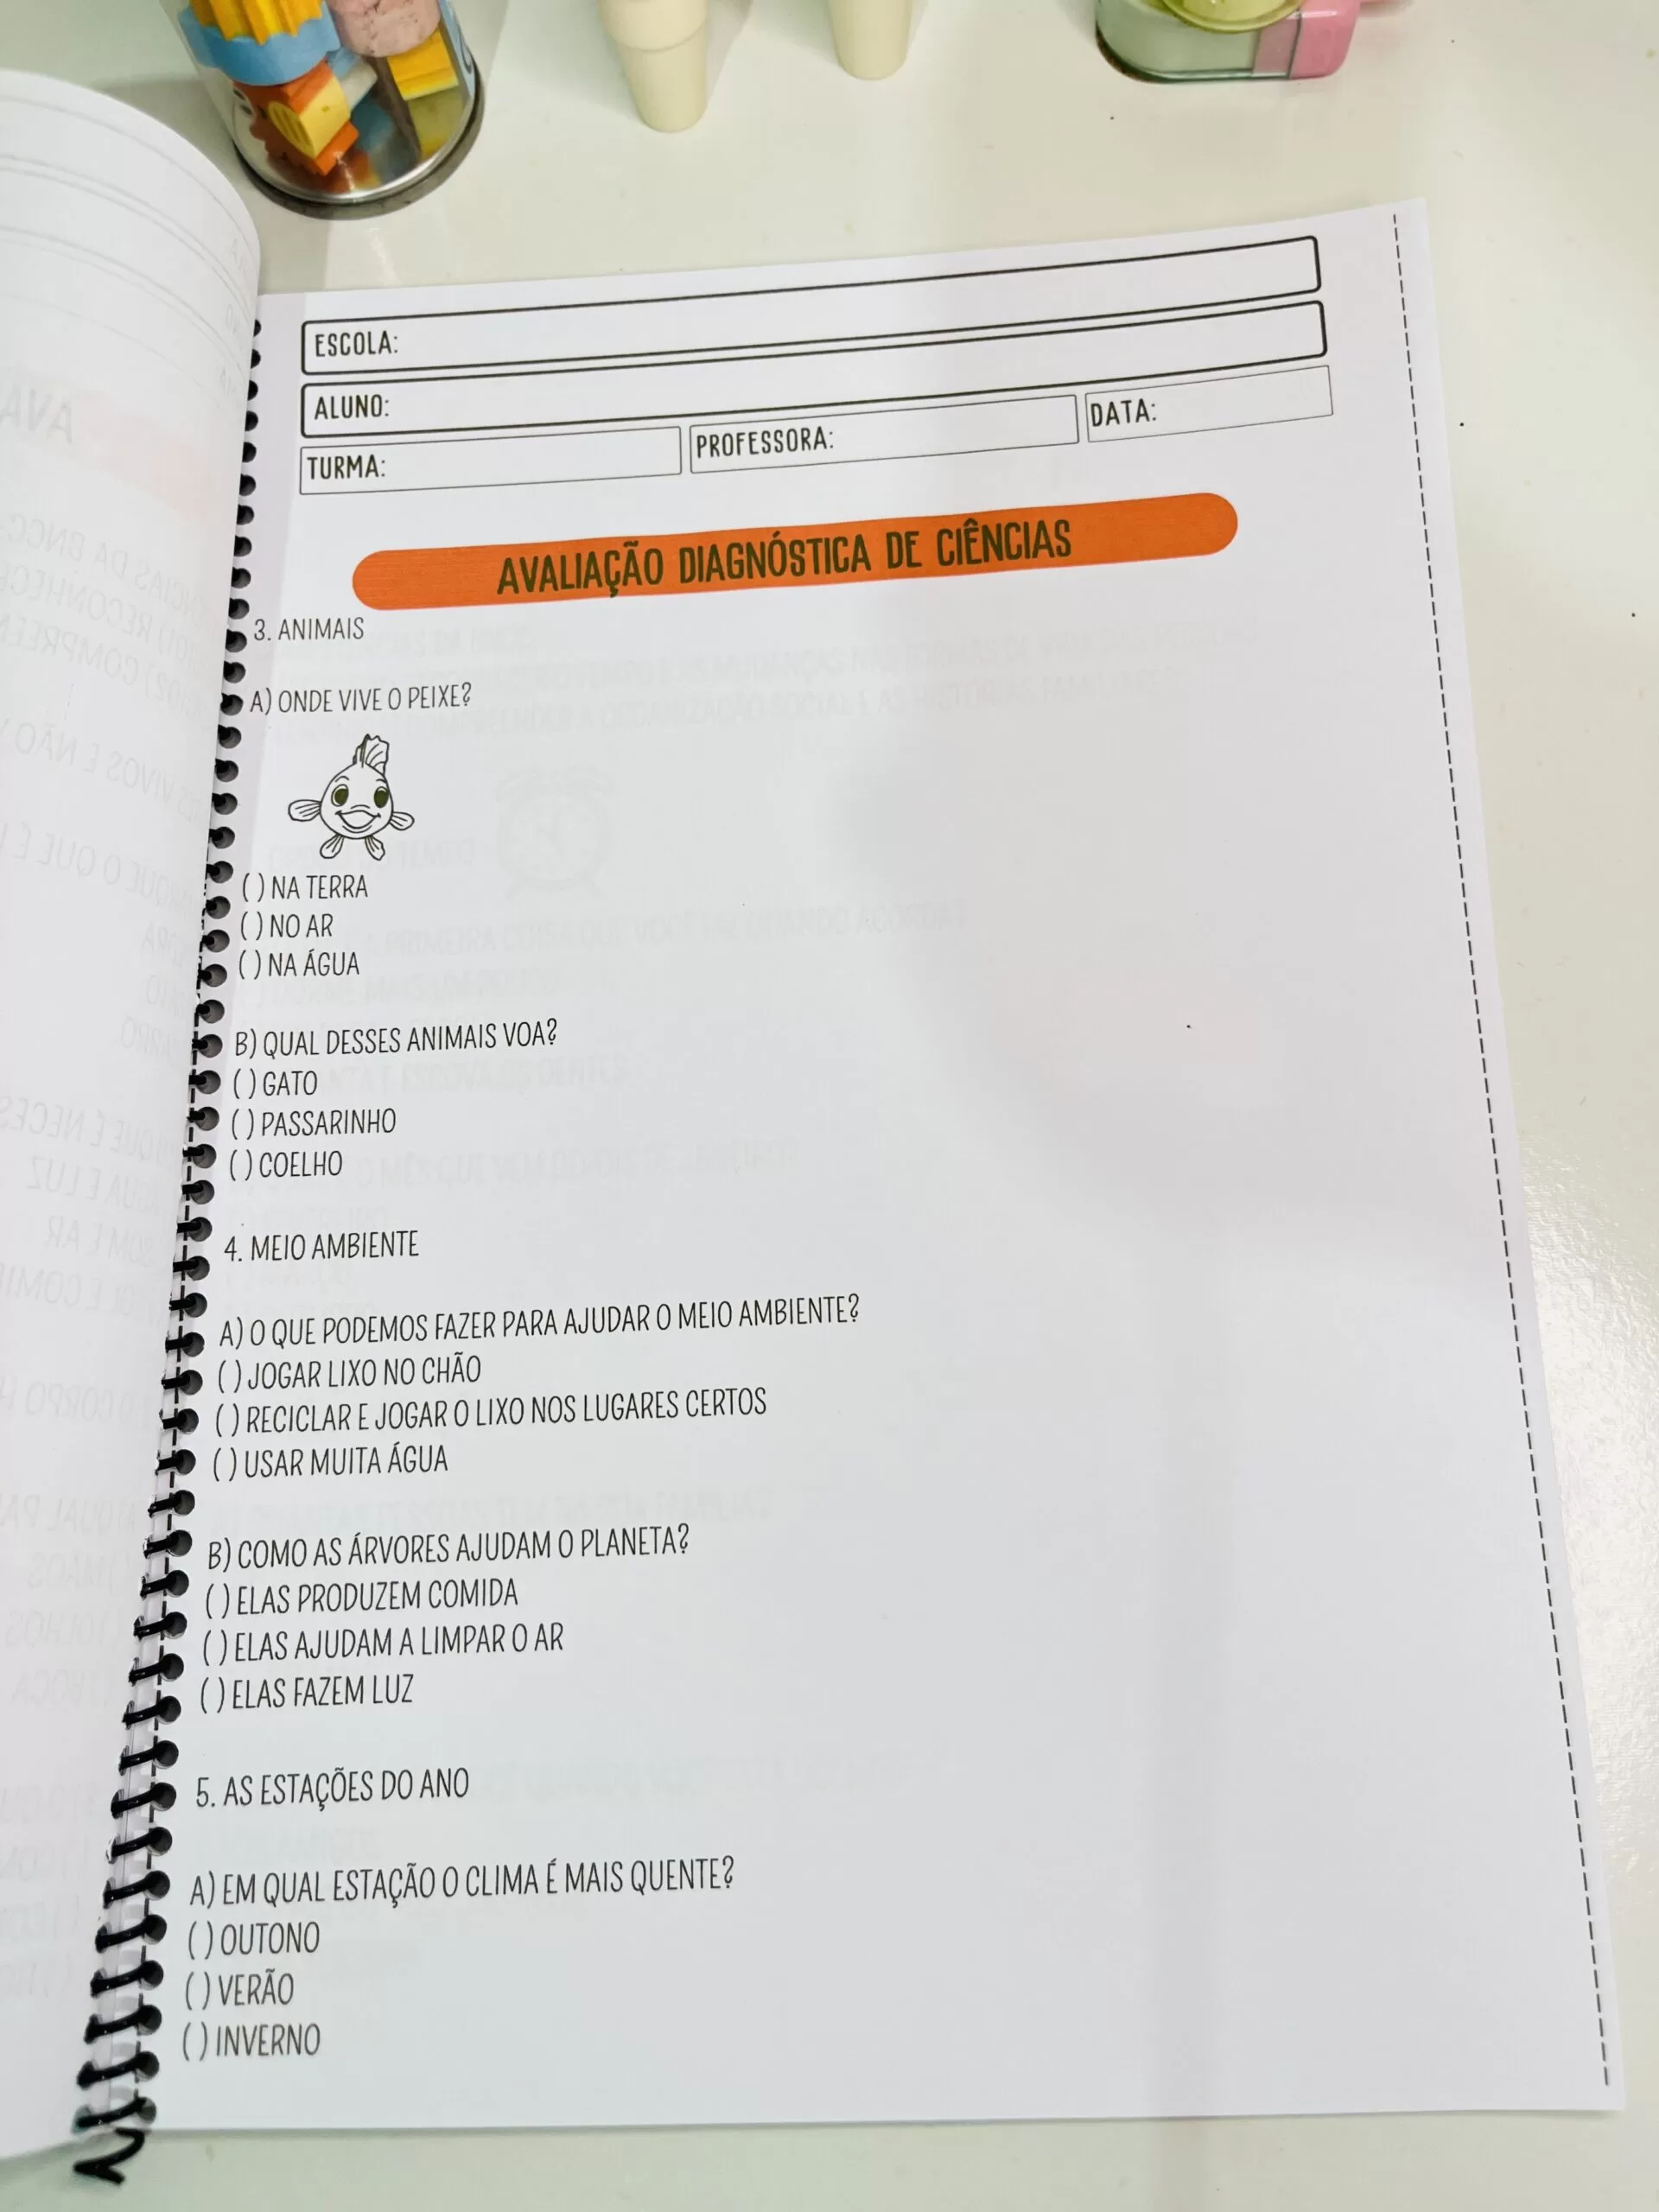 ESCOLA:
ALUNO:
TURMA:
PROFESSORA:
DATA:
AVALIAÇÃO DIAGNÓSTICA DE CIÊNCIAS
3. ANIMAIS
A) ONDE VIVE O PEIXE?
( ) NA TERRA
( ) NO AR
( ) NA ÁGUA
B) QUAL DESSES ANIMAIS VOA?
( ) GATO
( ) PASSARINHO
( ) COELHO
4. MEIO AMBIENTE
A) O QUE PODEMOS FAZER PARA AJUDAR O MEIO AMBIENTE?
( ) JOGAR LIXO NO CHÃO
( ) RECICLAR E JOGAR O LIXO NOS LUGARES CERTOS
( ) USAR MUITA ÁGUA
B) COMO AS ÁRVORES AJUDAM O PLANETA?
( ) ELAS PRODUZEM COMIDA
( ) ELAS AJUDAM A LIMPAR O AR
( ) ELAS FAZEM LUZ
5. AS ESTAÇÕES DO ANO
A) EM QUAL ESTAÇÃO O CLIMA É MAIS QUENTE?
( ) OUTONO
( ) VERÃO
( ) INVERNO